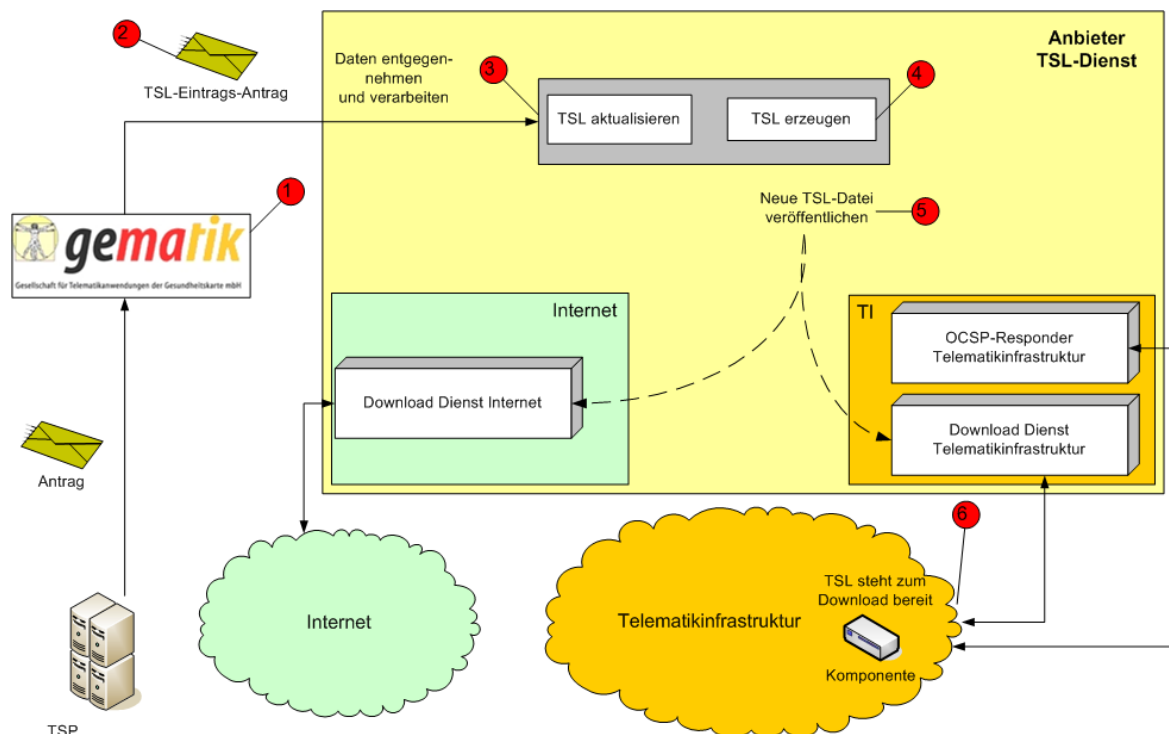 2
TSL-Eintrags-Antrag
Daten entgegen-
nehmen
und verarbeiten
3
4
Anbieter
TSL-Dienst
TSL aktualisieren
TSL erzeugen
1
gematik
Gesellschaft für Telematikanwendungen der Gesundheitskarte mbH
Neue TSL-Datei
veröffentlichen
5
Internet
Download Dienst Internet
TI
OCSP-Responder
Telematikinfrastruktur
Download Dienst
Telematikinfrastruktur
Antrag
6
Internet
Telematikinfrastruktur
TSL steht zum
Download bereit
Komponente
TSP